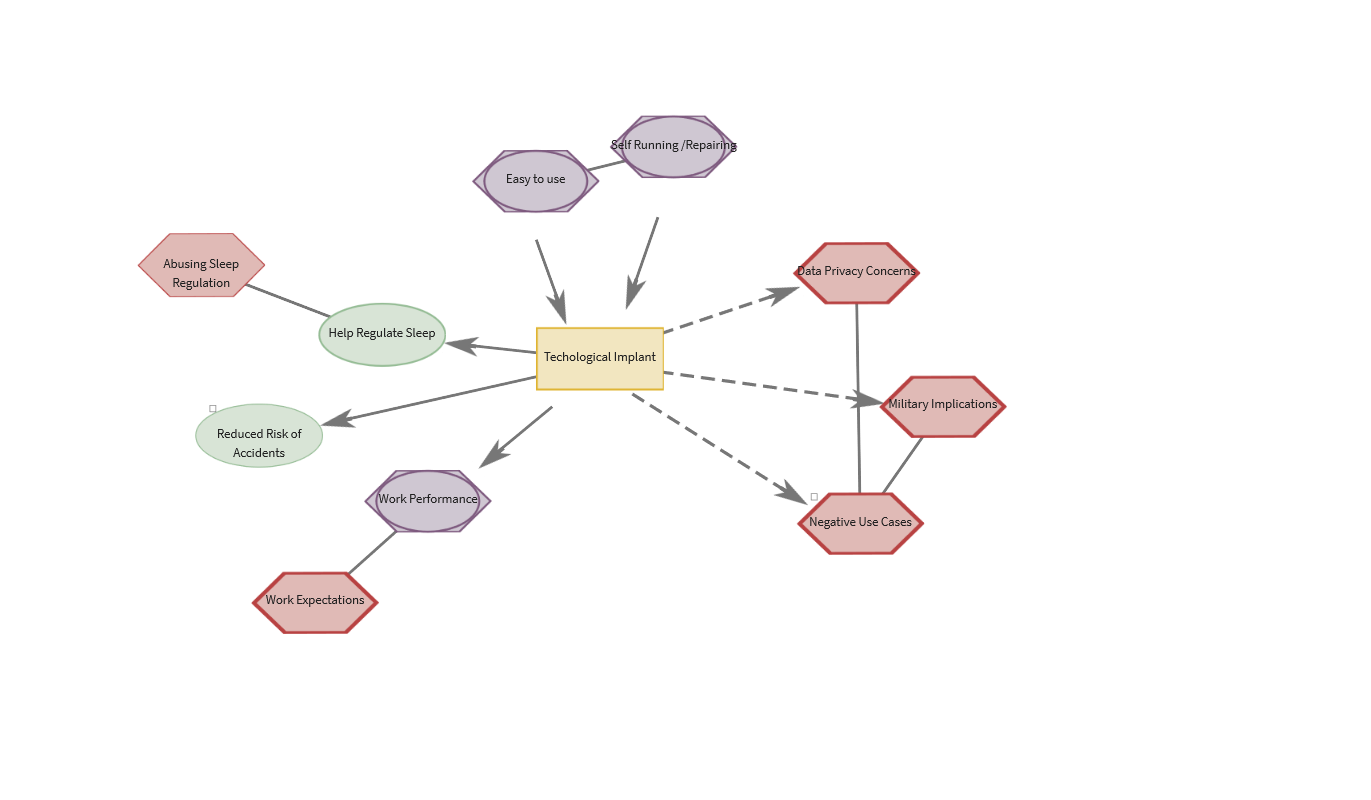 Self Running /Repairing
Easy to use
Abusing Sleep
Regulation
Data Privacy Concerns
Help Regulate Sleep
Techological Implant
Military Implications
Reduced Risk of
Accidents
Work Performance
Negative Use Cases
Work Expectations